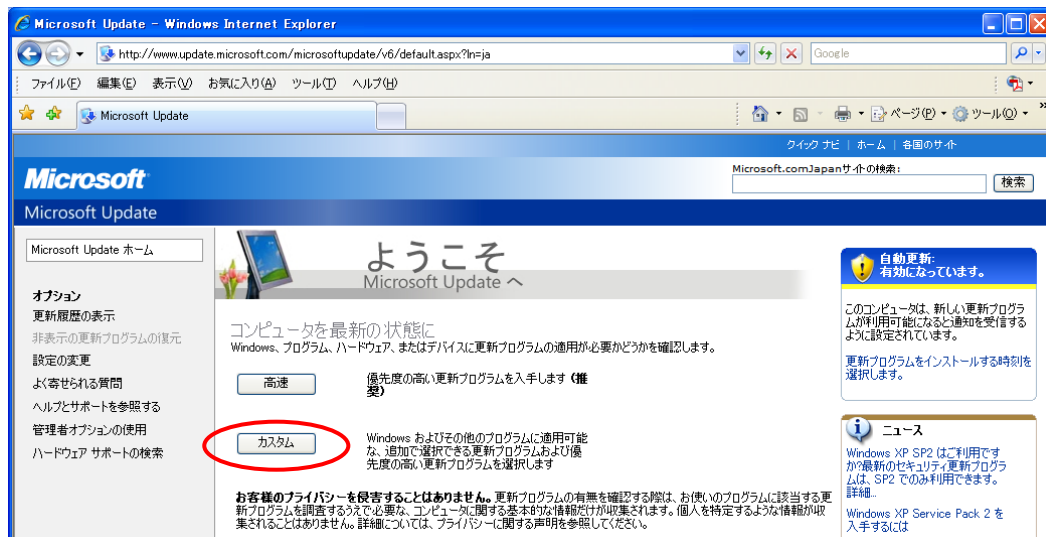 Microsoft Update - Windows Internet Explorer
http://www.update.microsoft.com/microsoftupdate/v6/default.aspx?ln=ja
Google
ファイル(F) 編集(E) 表示(V) お気に入り(A) ツール(T) ヘルプ(H)
Microsoft Update
ページ(P) ツール(O)
クイック ナビ | ホーム | 各国のサイト
Microsoft
Microsoft.comJapanサイトの検索:
検索
Microsoft Update
Microsoft Update ホーム
オプション
更新履歴の表示
非表示の更新プログラムの復元
設定の変更
よく寄せられる質問
ヘルプとサポートを参照する
管理者オプションの使用
ハードウェア サポートの検索
ようこそ
Microsoft Update へ
コンピュータを最新の状態に
Windows、プログラム、ハードウェア、またはデバイスに更新プログラムの適用が必要かどうかを確認します。
高速
優先度の高い更新プログラムを入手します (推
奨)
カスタム
Windows およびその他のプログラムに適用可能
な、追加で選択できる更新プログラムおよび優
先度の高い更新プログラムを選択します
お客様のプライバシーを侵害することはありません。更新プログラムの有無を確認する際は、お使いのプログラムに該当する更
新プログラムを調査するうえで必要な、コンピュータに関する基本的な情報だけが収集されます。個人を特定するような情報が収
集されることはありません。詳細については、プライバシーに関する声明を参照してください。
自動更新:
有効になっています。
このコンピュータは、新しい更新プログラ
ムが利用可能になると通知を受信する
ように設定されています。
更新プログラムをインストールする時刻を
選択します。
ニュース
Windows XP SP2 はご利用です
か?最新のセキュリティ更新プログラ
ムは、SP2 でのみ利用できます。
詳細...
Windows XP Service Pack 2 を
入手するには